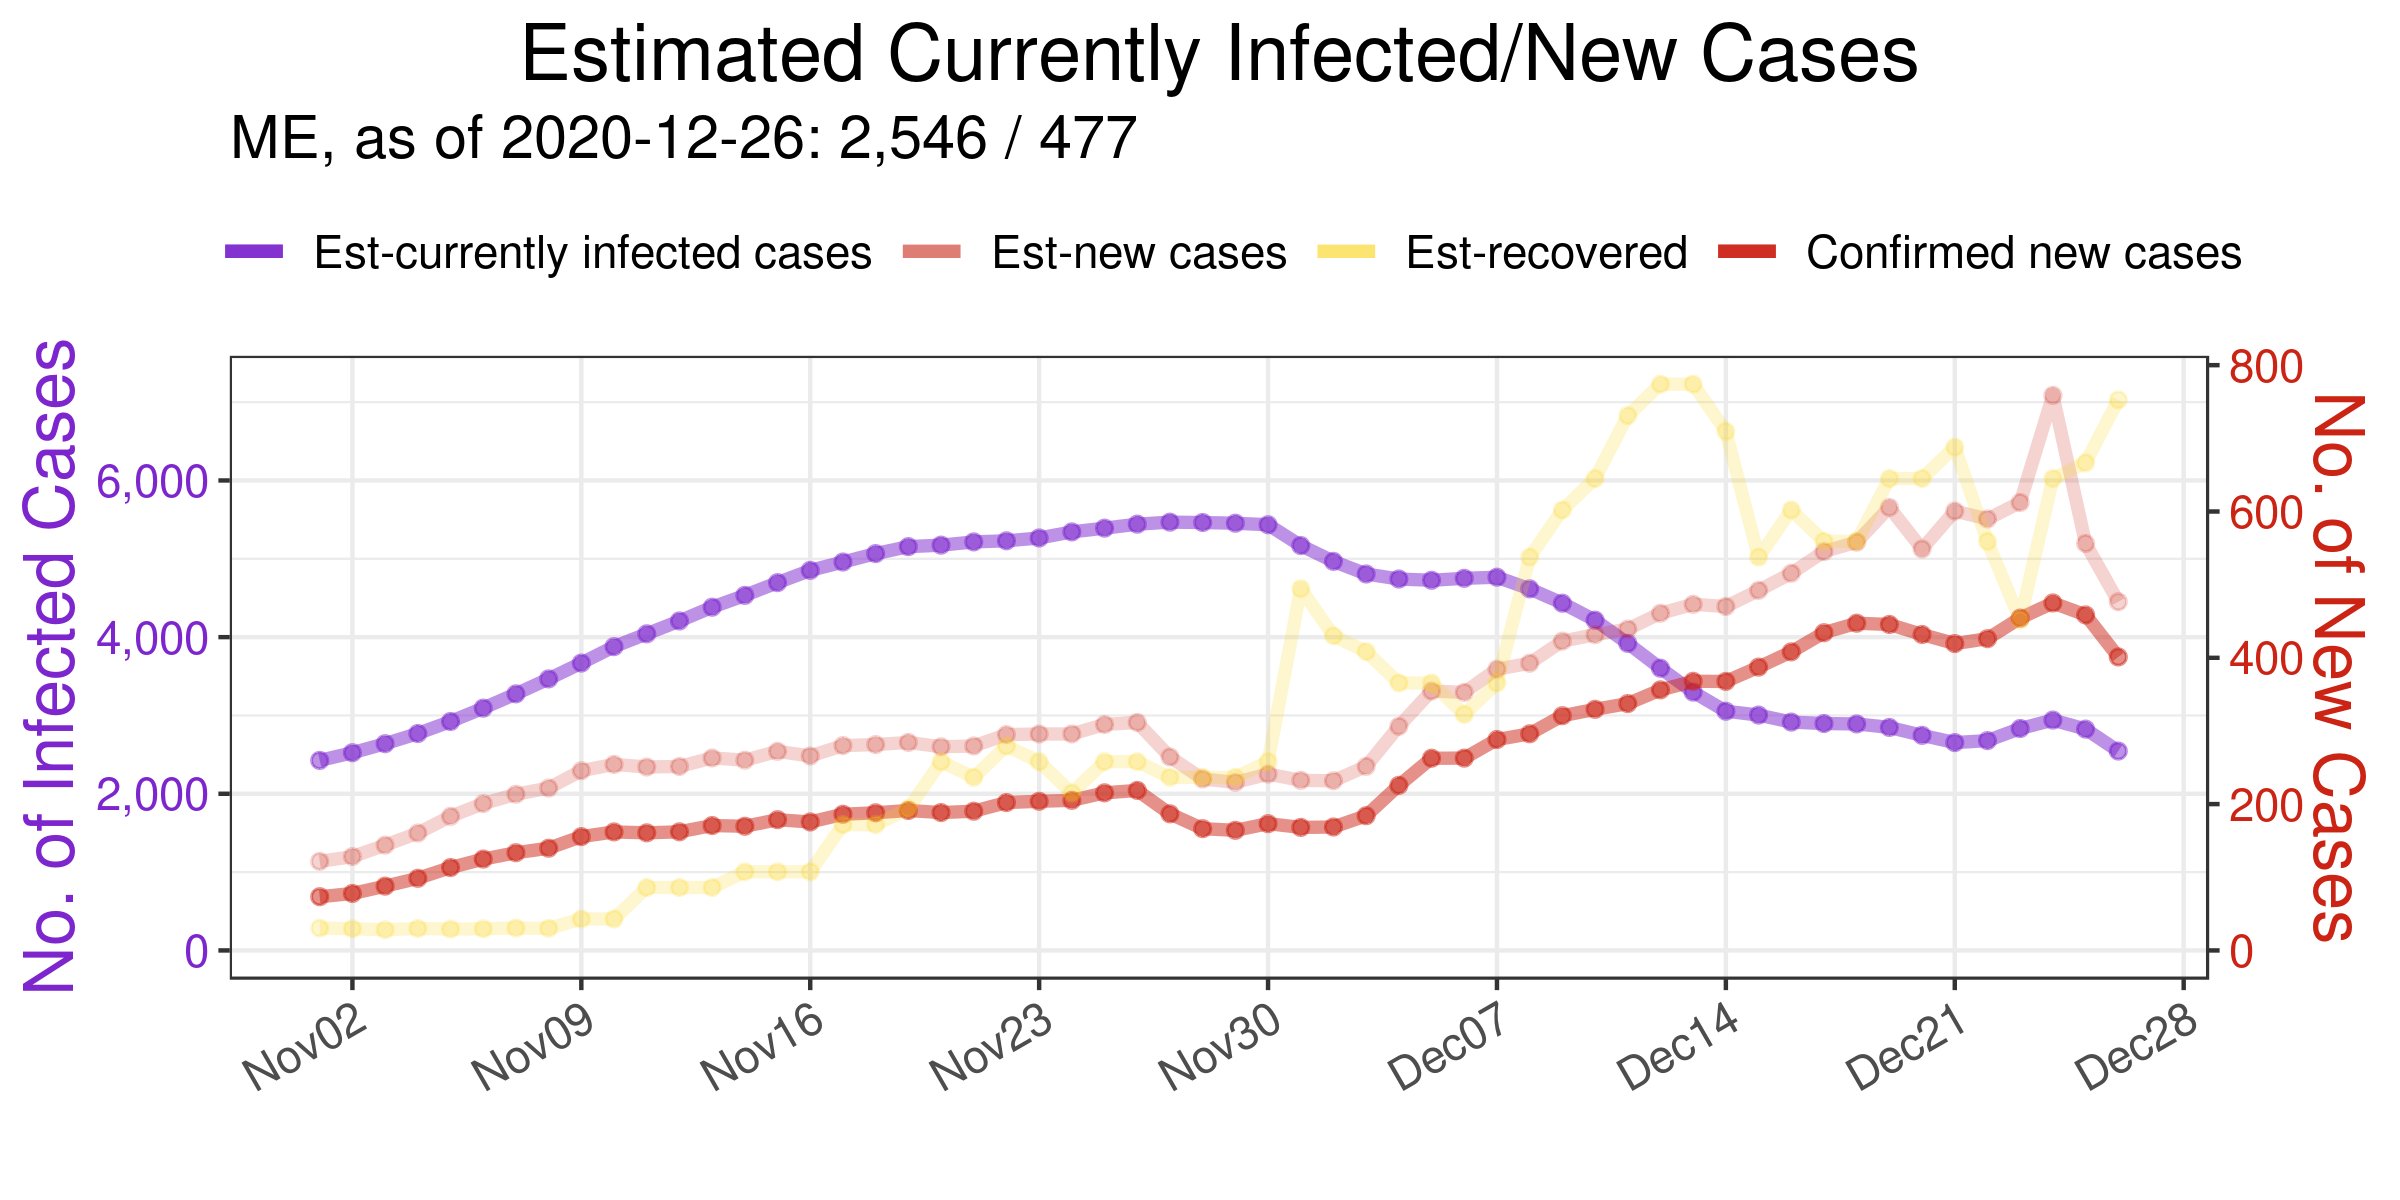 Estimated Currently Infected/New Cases
ME, as of 2020-12-26: 2,546 / 477
Est-currently infected cases
Est-new cases
Est-recovered
Confirmed new cases
No. of Infected Cases
6,000
4,000
2,000
0
800
600
400
200
0
No. of New Cases
Nov02
Nov09
Nov16
Nov23
Nov30
Dec07
Dec14
Dec21
Dec28